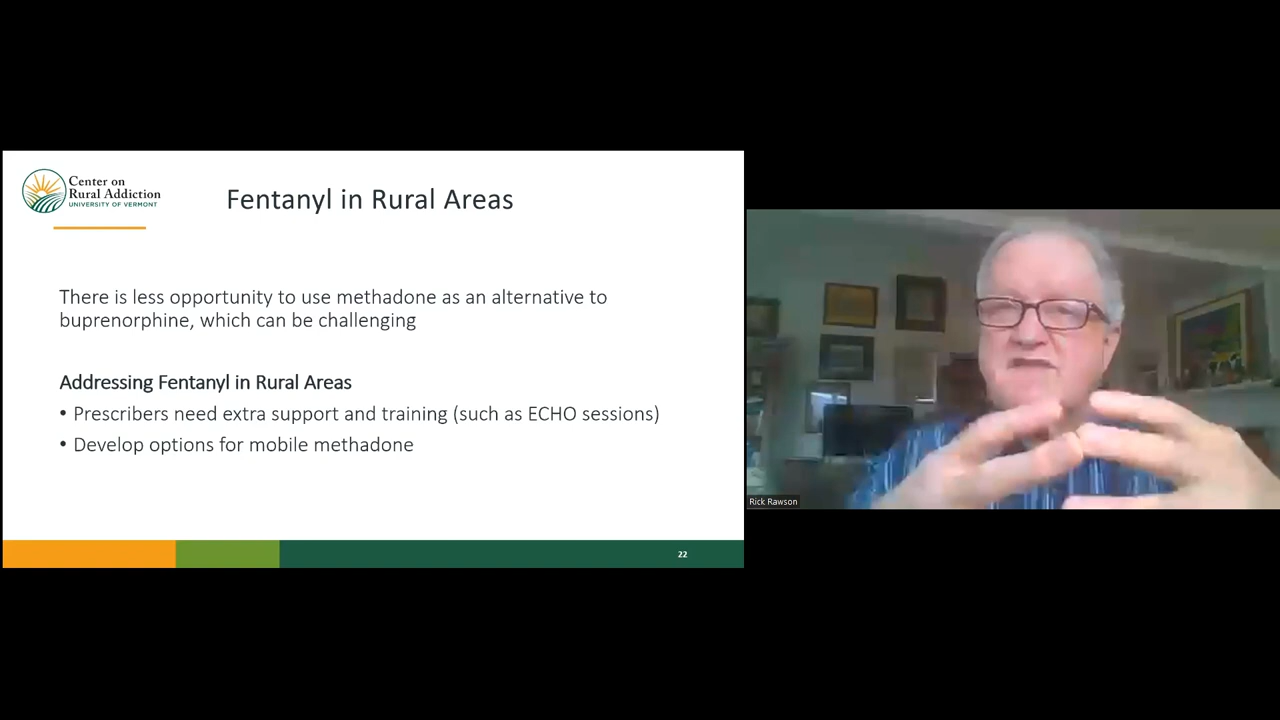 Center on
Rural Addiction
UNIVERSITY OF VERMONT
Fentanyl in Rural Areas
There is less opportunity to use methadone as an alternative to
buprenorphine, which can be challenging
Addressing Fentanyl in Rural Areas
• Prescribers need extra support and training (such as ECHO sessions)
• Develop options for mobile methadone
22
Rick Rawson